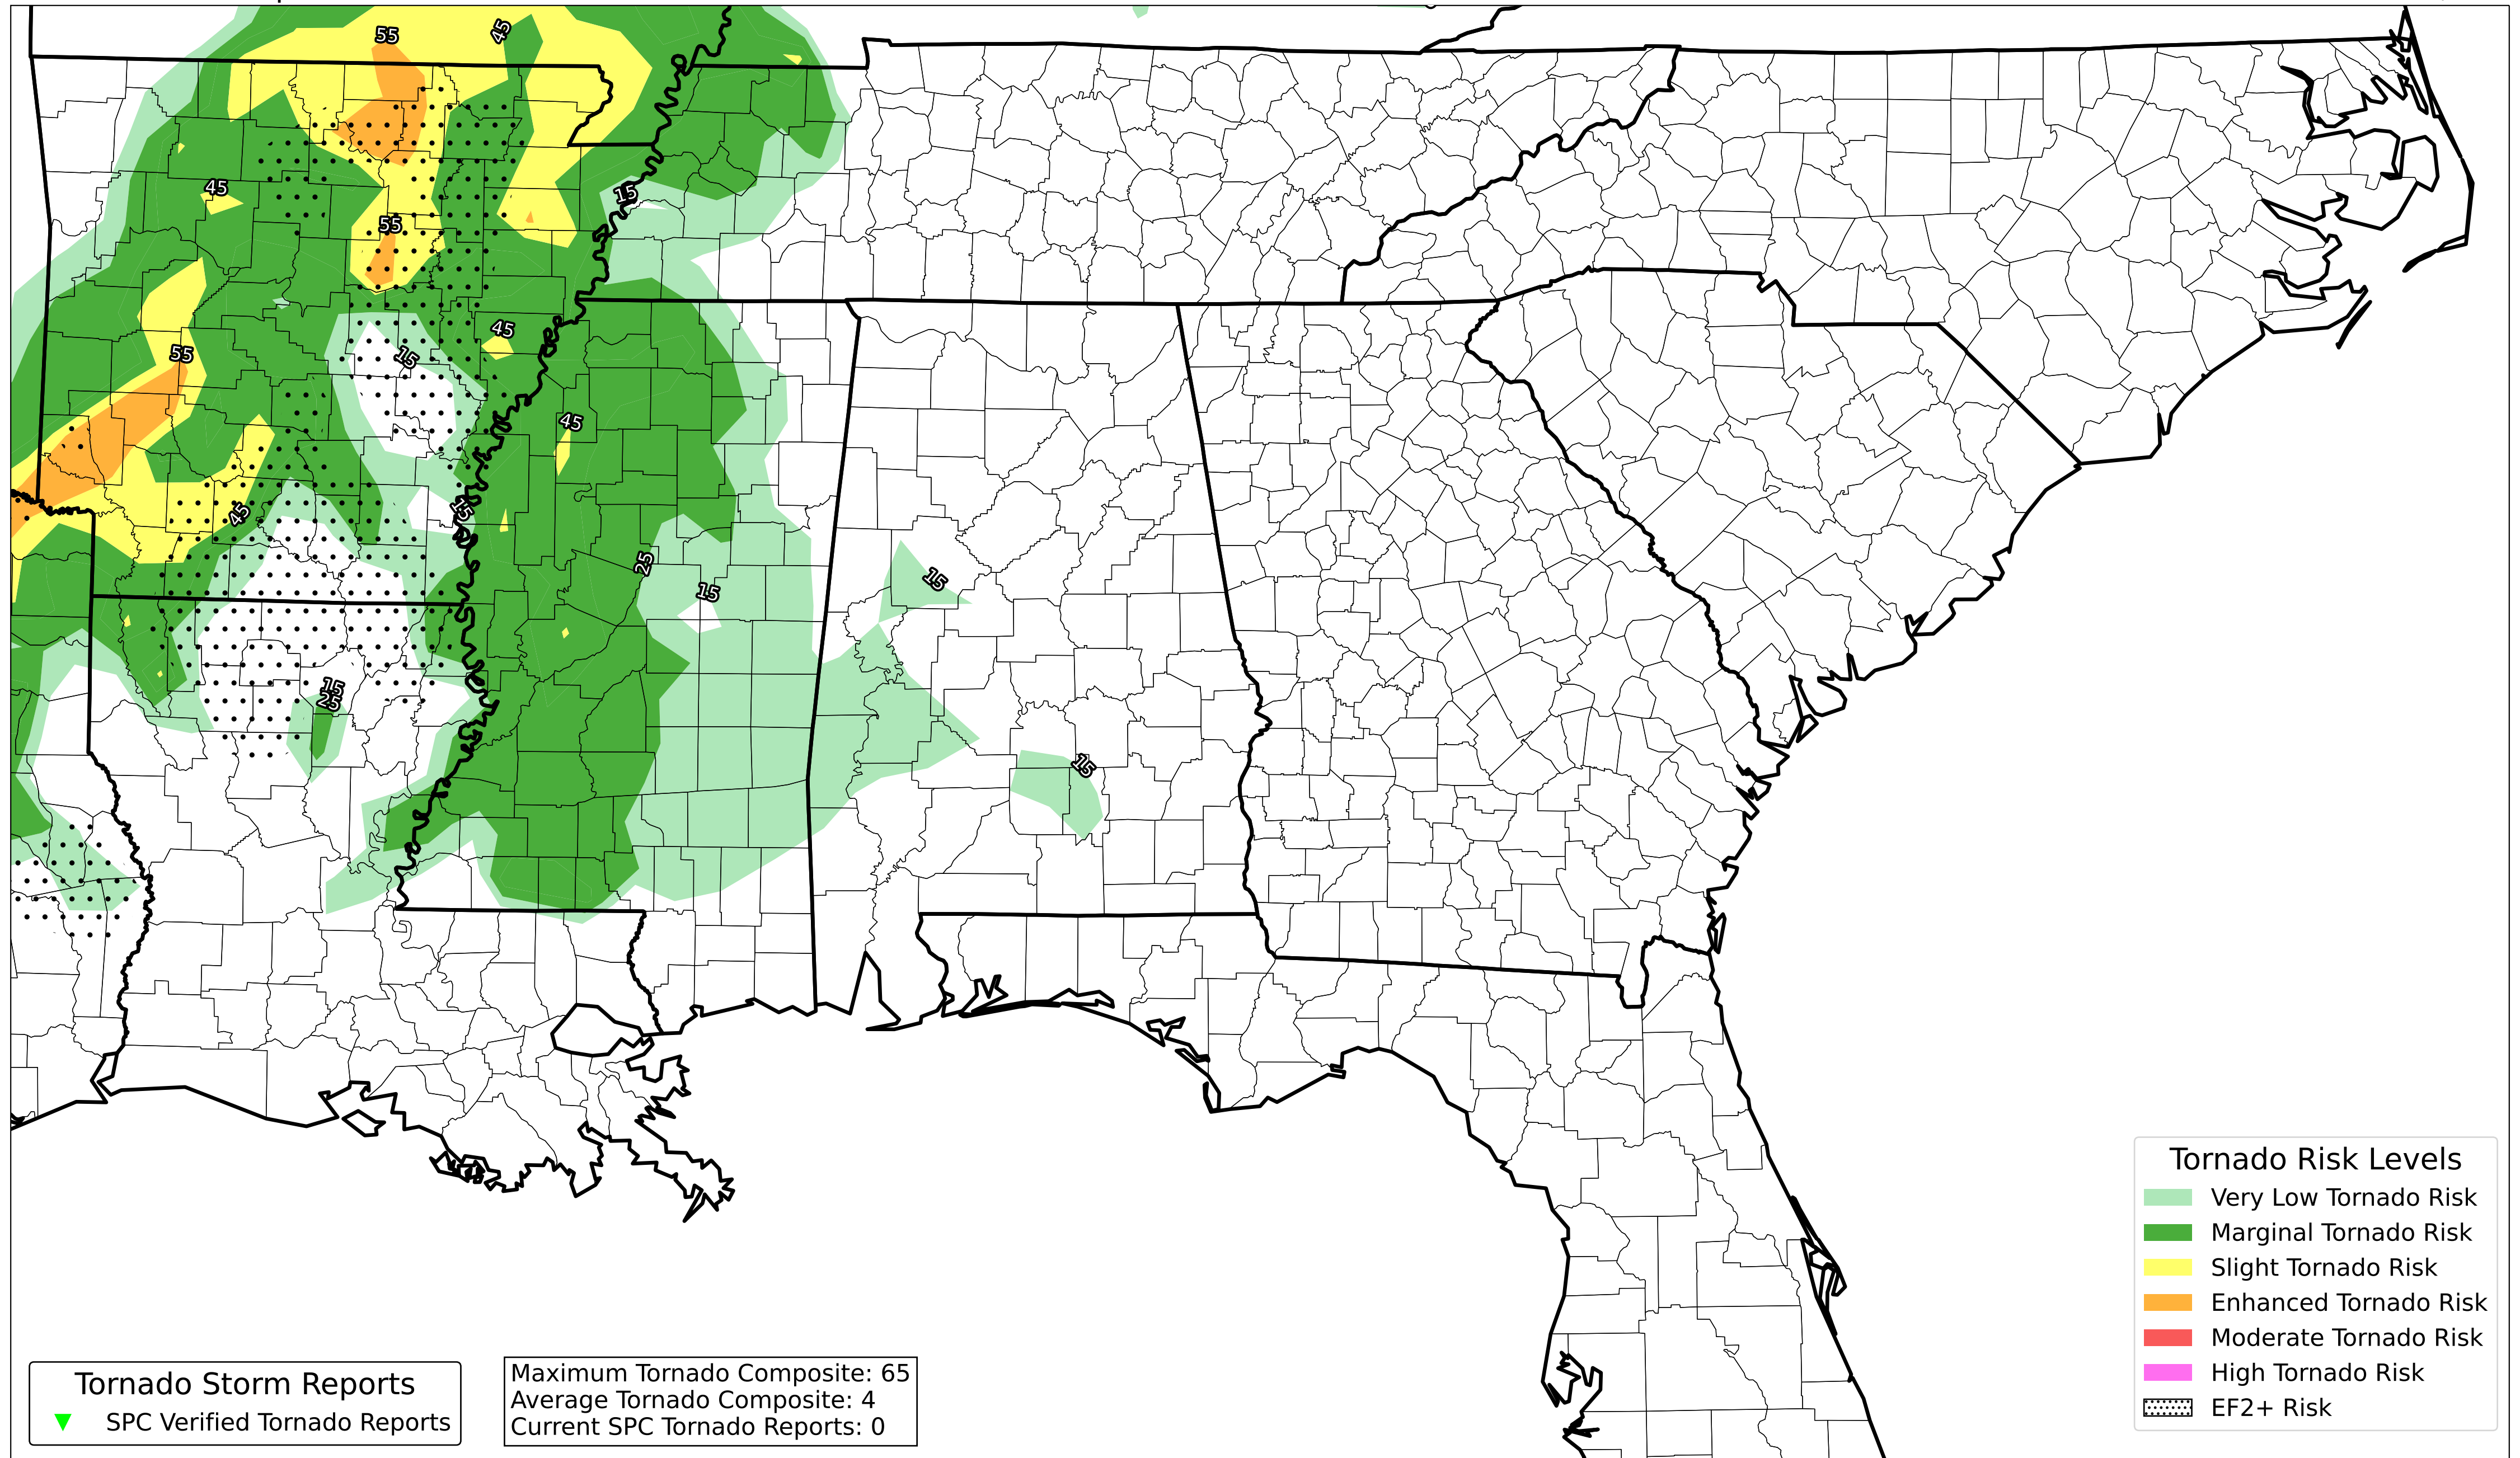 55
45
45
15
55
45
55
15
45
45
15
25
15
15
15
25
15
Tornado Risk Levels
Very Low Tornado Risk
Marginal Tornado Risk
Slight Tornado Risk
Enhanced Tornado Risk
Moderate Tornado Risk
High Tornado Risk
EF2+ Risk
Tornado Storm Reports
SPC Verified Tornado Reports
Maximum Tornado Composite: 65
Average Tornado Composite: 4
Current SPC Tornado Reports: 0